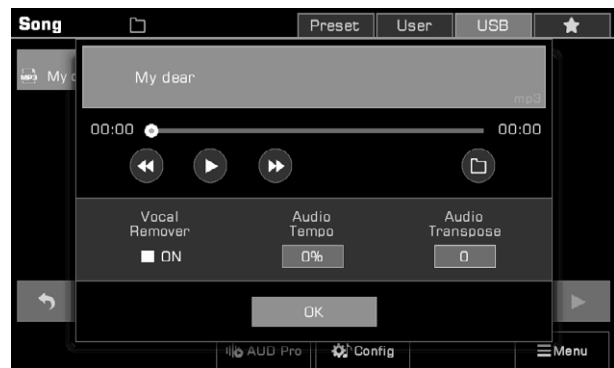 Song Preset User USB
MP3 My d
My dear
mp3
00:00 00:00
Vocal Remover
Audio Tempo
Audio Transpose
ON 0% 0
OK
AUD Pro Config Menu